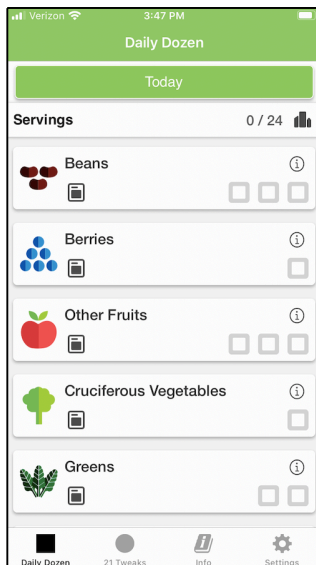 Verizon 3:47 PM
Daily Dozen
Today
Servings 0 / 24
Beans
Berries
Other Fruits
Cruciferous Vegetables
Greens
Daily Dozen 21 Tweaks Info Settings